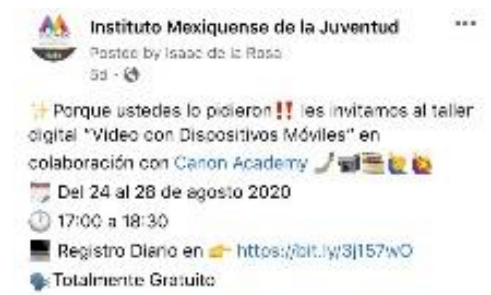 Instituto Mexiquense de la Juventud
Posted by Isaac de la Rosa
5d
✨ Porque ustedes lo pidieron‼️ les invitamos al taller
digital "Video con Dispositivos Móviles" en
colaboración con Canon Academy 🤳📹🎬🙋‍♂️🙋‍♀️
🗓️ Del 24 al 28 de agosto 2020
🕔 17:00 a 18:30
💻 Registro Diario en 👉 https://bit.ly/3j157wO
🗣️Totalmente Gratuito